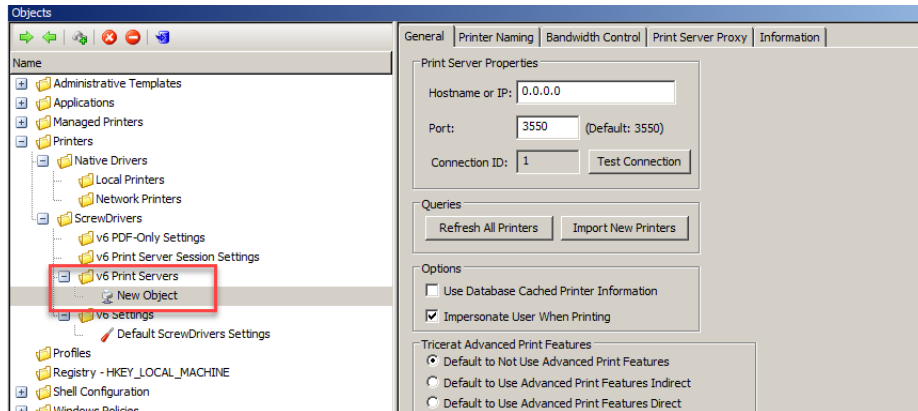 Objects
Name
Administrative Templates
Applications
Managed Printers
Printers
Native Drivers
Local Printers
Network Printers
ScrewDrivers
v6 PDF-Only Settings
v6 Print Server Session Settings
v6 Print Servers
New Object
v6 Settings
Default ScrewDrivers Settings
Profiles
Registry - HKEY_LOCAL_MACHINE
Shell Configuration
Windows Policies
General Printer Naming Bandwidth Control Print Server Proxy Information
Print Server Properties
Hostname or IP: 0.0.0.0
Port: 3550 (Default: 3550)
Connection ID: 1 Test Connection
Queries
Refresh All Printers Import New Printers
Options
Use Database Cached Printer Information
Impersonate User When Printing
Tricerat Advanced Print Features
Default to Not Use Advanced Print Features
Default to Use Advanced Print Features Indirect
Default to Use Advanced Print Features Direct